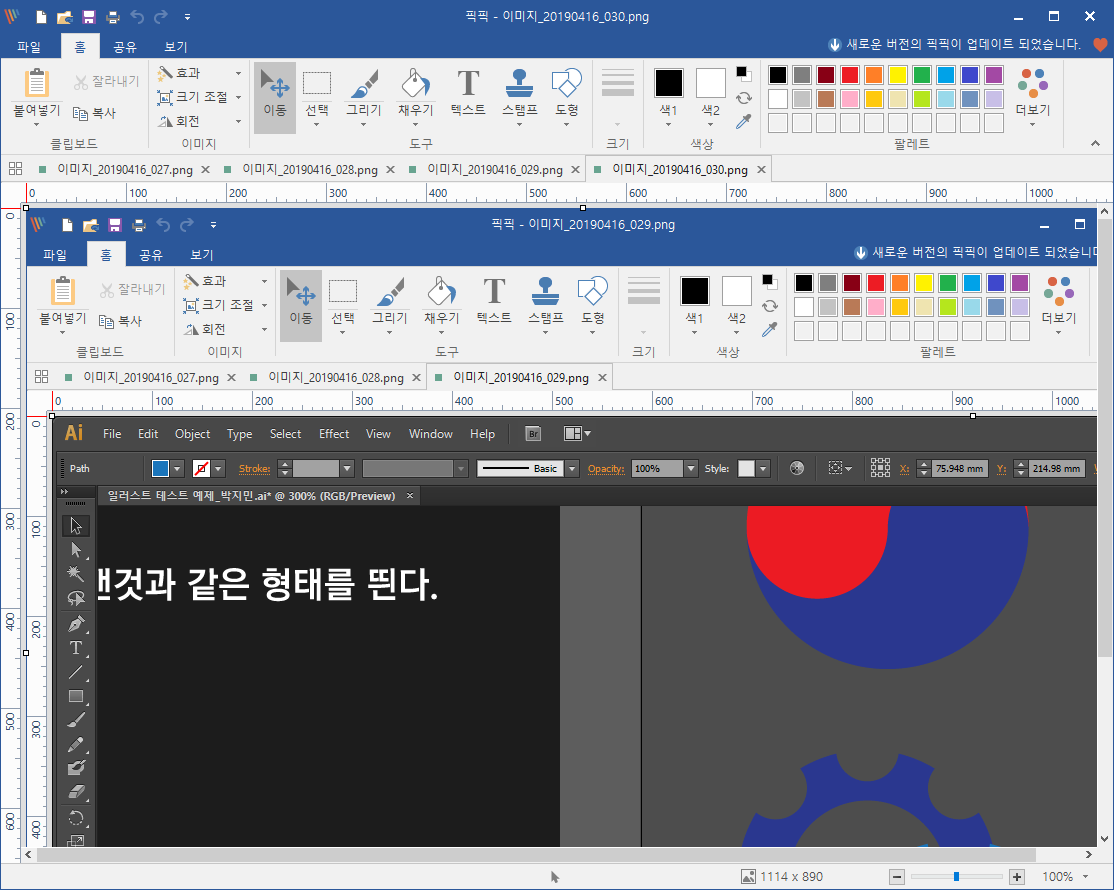 픽픽 - 이미지_20190416_030.png
파일 홈 공유 보기 새로운 버전의 픽픽이 업데이트 되었습니다.
붙여넣기 잘라내기 복사 효과 크기 조절 회전 이동 선택 그리기 채우기 텍스트 스탬프 도형 색1 색2 더보기
클립보드 이미지 도구 크기 색상 팔레트
이미지_20190416_027.png 이미지_20190416_028.png 이미지_20190416_029.png 이미지_20190416_030.png
0 100 200 300 400 500 600 700 800 900 1000
0 100 200 300 400 500 600
픽픽 - 이미지_20190416_029.png
파일 홈 공유 보기 새로운 버전의 픽픽이 업데이트 되었습니
붙여넣기 잘라내기 복사 효과 크기 조절 회전 이동 선택 그리기 채우기 텍스트 스탬프 도형 색1 색2 더보기
클립보드 이미지 도구 크기 색상 팔레트
이미지_20190416_027.png 이미지_20190416_028.png 이미지_20190416_029.png
0 100 200 300 400 500 600 700 800 900 1000
0 100 200 300 400
Ai File Edit Object Type Select Effect View Window Help Br
Path Stroke: Basic Opacity: 100% Style: X: 75.948 mm Y: 214.98 mm
일러스트 테스트 예제_박지민.ai* @ 300% (RGB/Preview)
것과 같은 형태를 띈다.
1114 x 890 100%